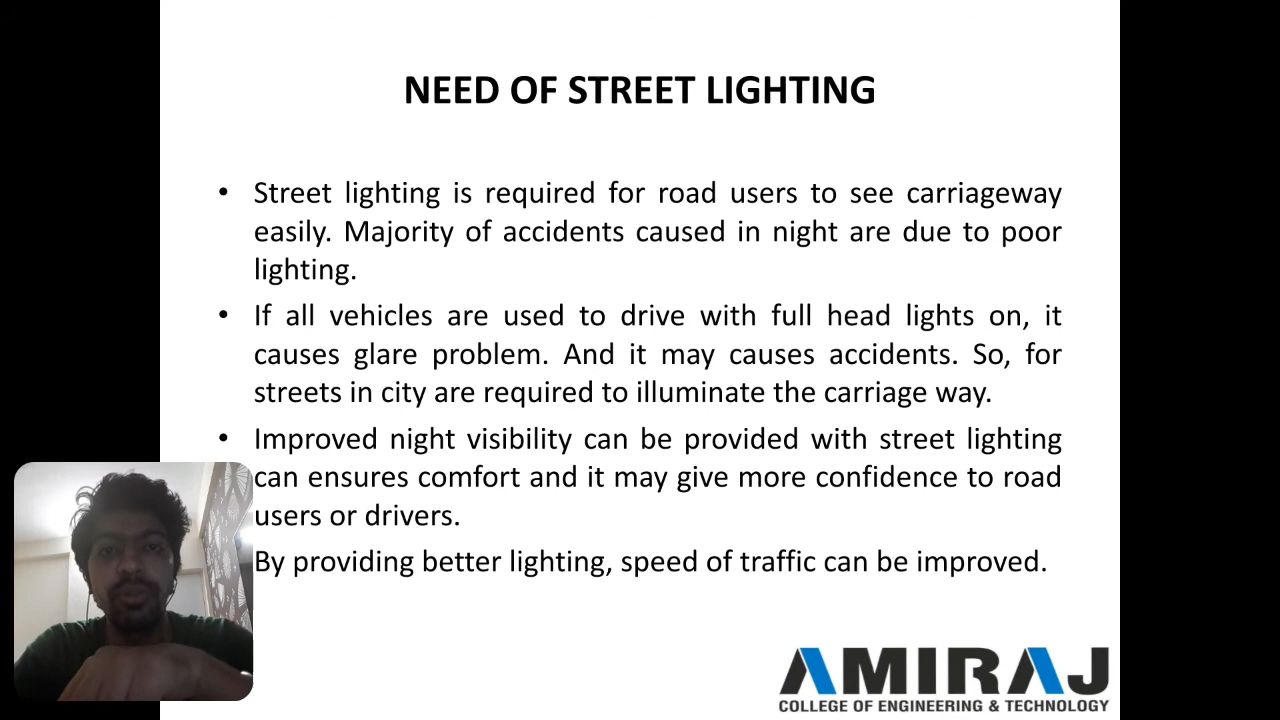 NEED OF STREET LIGHTING
• Street lighting is required for road users to see carriageway
easily. Majority of accidents caused in night are due to poor
lighting.
• If all vehicles are used to drive with full head lights on, it
causes glare problem. And it may causes accidents. So, for
streets in city are required to illuminate the carriage way.
• Improved night visibility can be provided with street lighting
can ensures comfort and it may give more confidence to road
users or drivers.
By providing better lighting, speed of traffic can be improved.
AMIRAJ
COLLEGE OF ENGINEERING & TECHNOLOGY